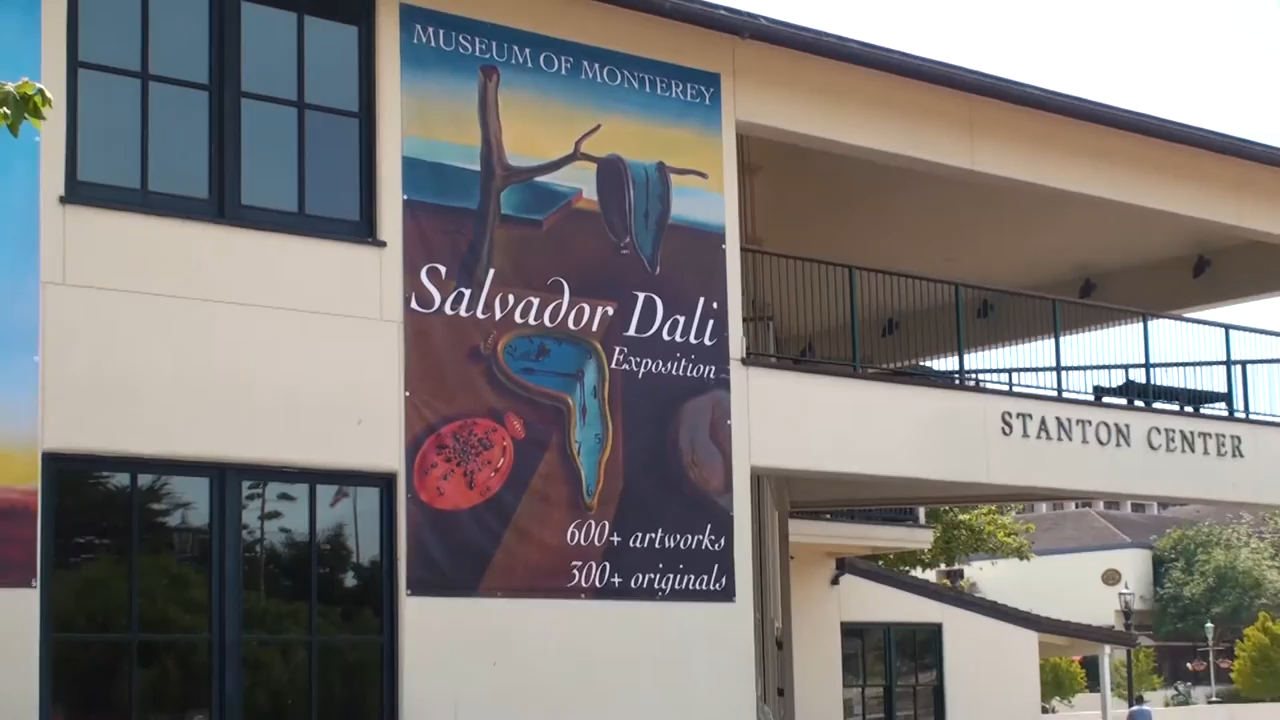 MUSEUM OF MONTEREY
Salvador Dali
Exposition
600+ artworks
300+ originals
STANTON CENTER